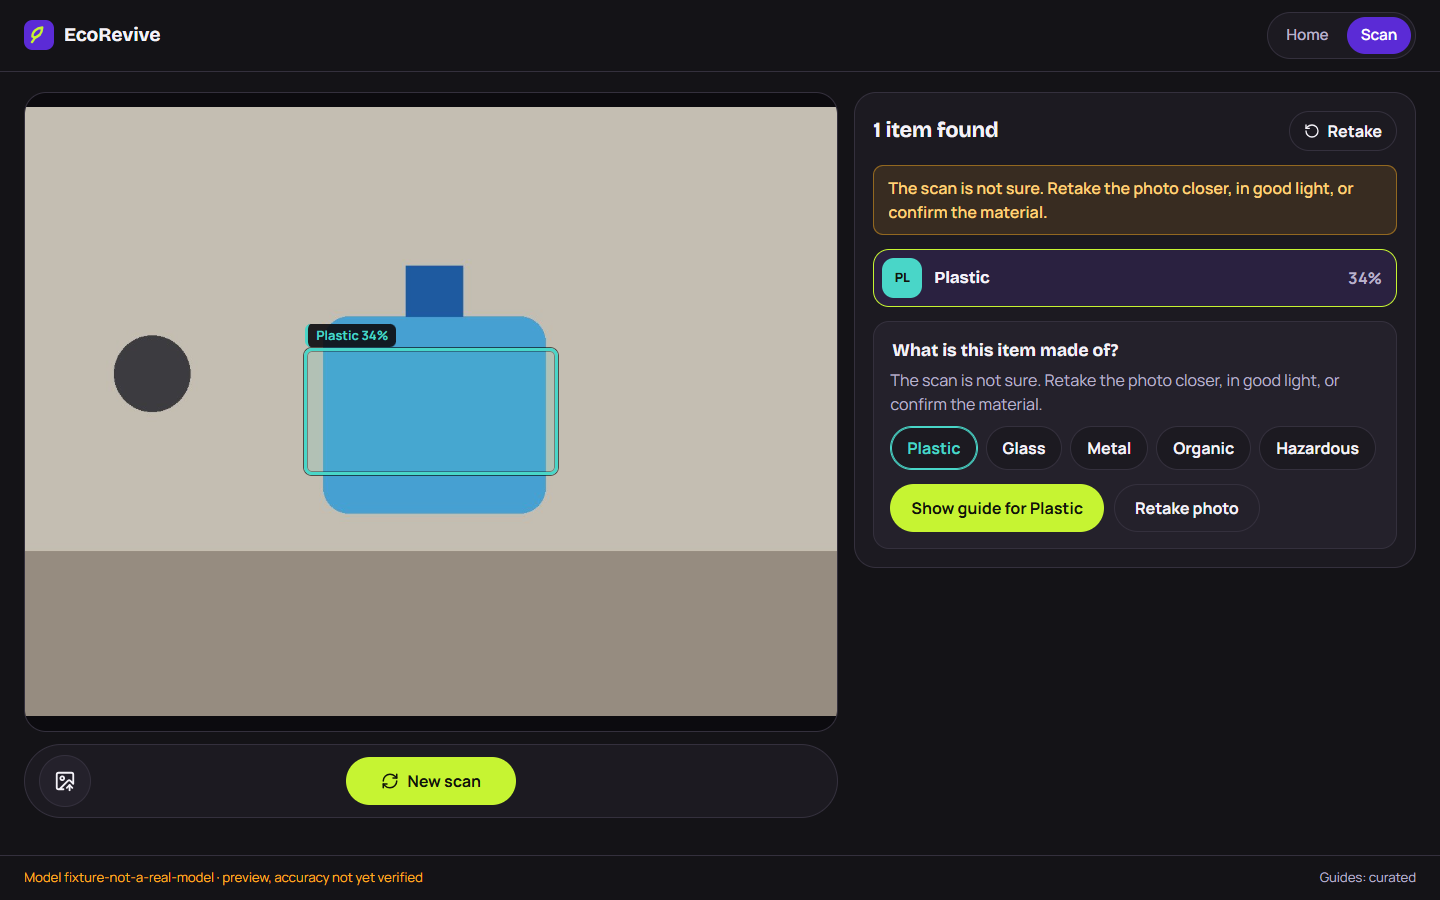 EcoRevive
Home
Scan
1 item found
Retake
The scan is not sure. Retake the photo closer, in good light, or
confirm the material.
PL
Plastic
34%
Plastic 34%
What is this item made of?
The scan is not sure. Retake the photo closer, in good light, or
confirm the material.
Plastic
Glass
Metal
Organic
Hazardous
Show guide for Plastic
Retake photo
New scan
Model fixture-not-a-real-model · preview, accuracy not yet verified
Guides: curated